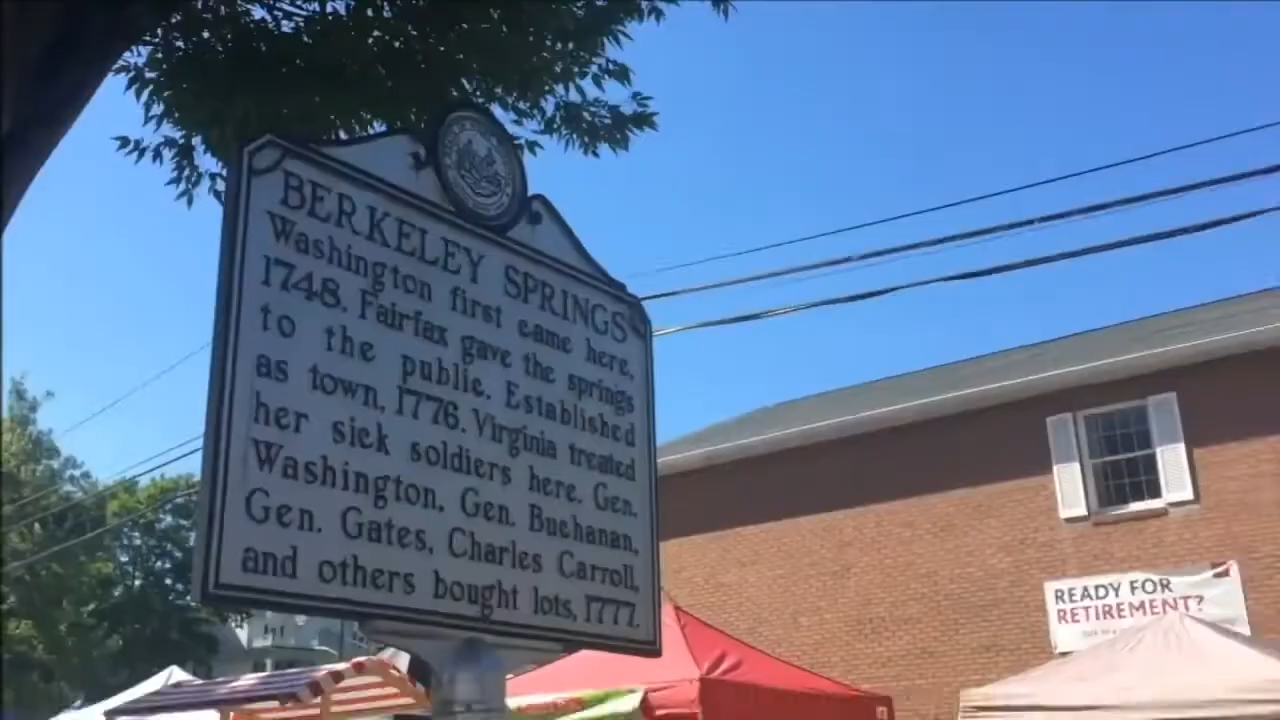 BERKELEY SPRINGS
Washington first came here,
1748. Fairfax gave the springs
to the public. Established
as town, 1776. Virginia treated
her sick soldiers here. Gen.
Washington, Gen. Buchanan,
Gen. Gates, Charles Carroll,
and others bought lots, 1777.
READY FOR
RETIREMENT?